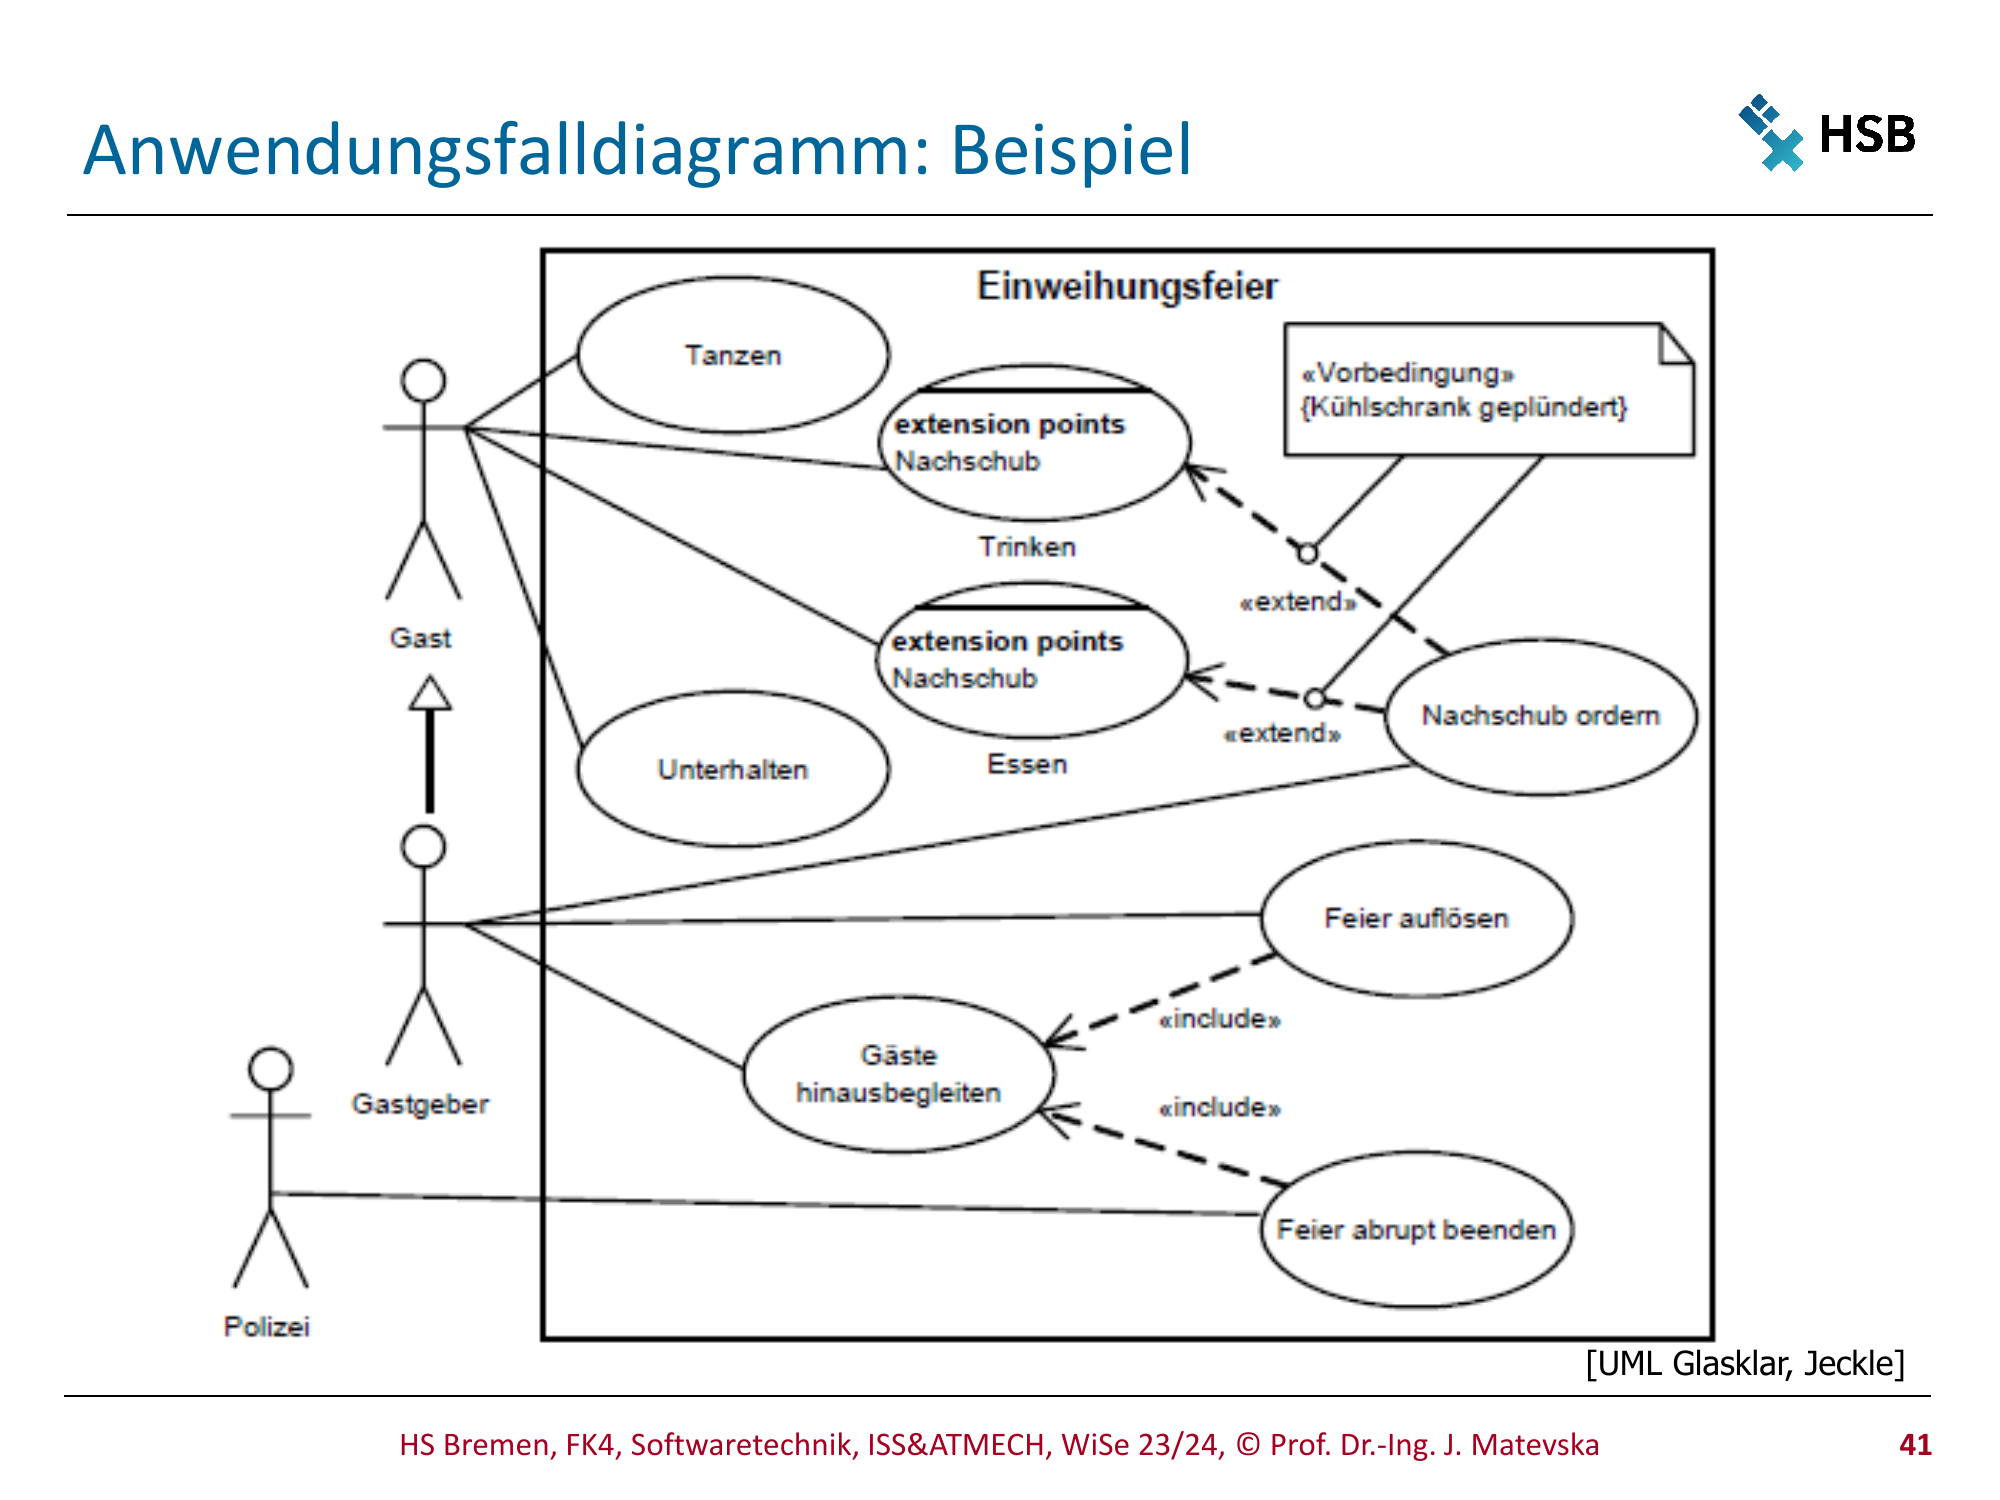 Anwendungsfalldiagramm: Beispiel
HSB
Einweihungsfeier
Tanzen
«Vorbedingung»
{Kühlschrank geplündert}
extension points
Nachschub
Trinken
«extend»
Gast
extension points
Nachschub
Essen
«extend»
Nachschub ordern
Unterhalten
Feier auflösen
«include»
Gäste
hinausbegleiten
Gastgeber
«include»
Feier abrupt beenden
Polizei
[UML Glasklar, Jeckle]
HS Bremen, FK4, Softwaretechnik, ISS&ATMECH, WiSe 23/24, © Prof. Dr.-Ing. J. Matevska
41